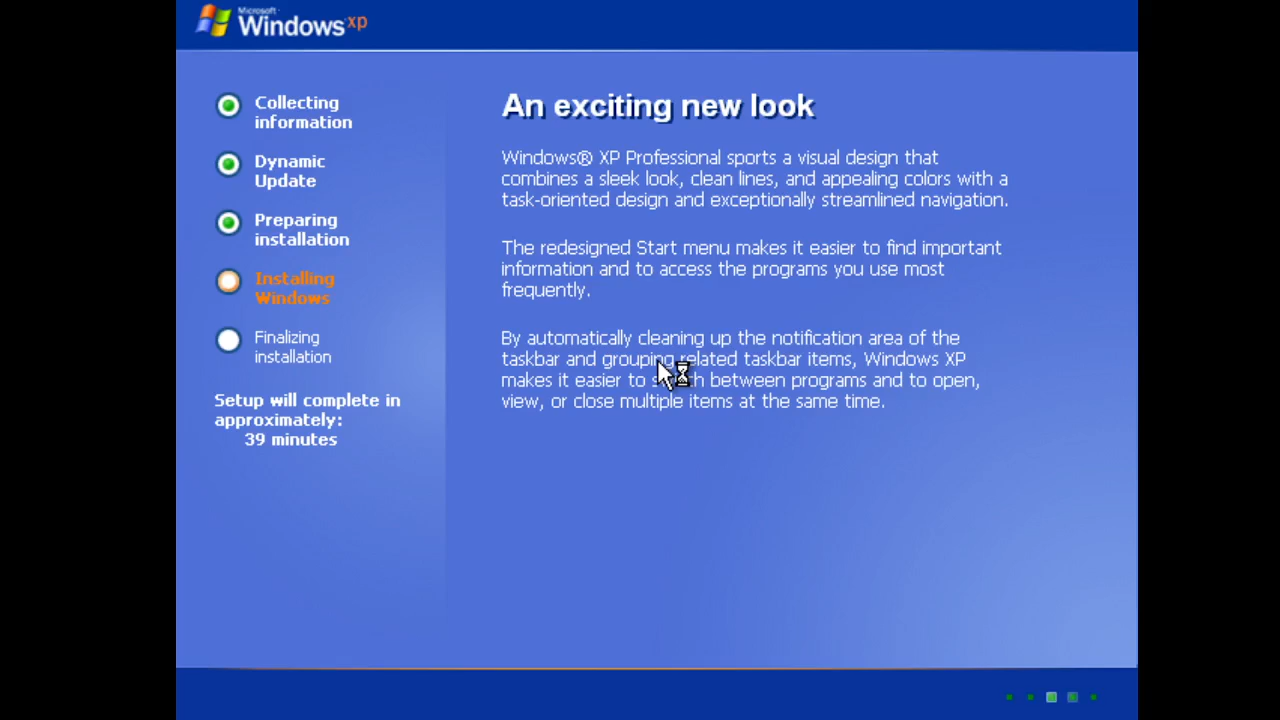 Microsoft®
Windows xp
Collecting
information
Dynamic
Update
Preparing
installation
Installing
Windows
Finalizing
installation
Setup will complete in
approximately:
39 minutes
An exciting new look
Windows® XP Professional sports a visual design that
combines a sleek look, clean lines, and appealing colors with a
task-oriented design and exceptionally streamlined navigation.
The redesigned Start menu makes it easier to find important
information and to access the programs you use most
frequently.
By automatically cleaning up the notification area of the
taskbar and grouping related taskbar items, Windows XP
makes it easier to switch between programs and to open,
view, or close multiple items at the same time.